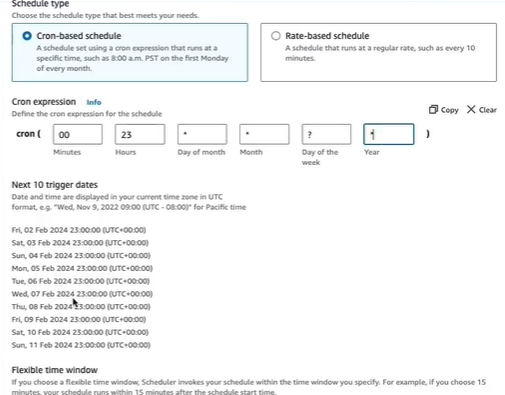 Schedule type
Choose the schedule type that best meets your needs.
Cron-based schedule
A schedule set using a cron expression that runs at a
specific time, such as 8:00 a.m. PST on the first Monday
of every month.
Rate-based schedule
A schedule that runs at a regular rate, such as every 10
minutes.
Cron expression Info
Define the cron expression for the schedule
Copy Clear
cron ( 00 23 * * ? * )
Minutes Hours Day of month Month Day of the week Year
Next 10 trigger dates
Date and time are displayed in your current time zone in UTC
format, e.g. "Wed, Nov 9, 2022 09:00 (UTC - 08:00)" for Pacific time
Fri, 02 Feb 2024 23:00:00 (UTC+00:00)
Sat, 03 Feb 2024 23:00:00 (UTC+00:00)
Sun, 04 Feb 2024 23:00:00 (UTC+00:00)
Mon, 05 Feb 2024 23:00:00 (UTC+00:00)
Tue, 06 Feb 2024 23:00:00 (UTC+00:00)
Wed, 07 Feb 2024 23:00:00 (UTC+00:00)
Thu, 08 Feb 2024 23:00:00 (UTC+00:00)
Fri, 09 Feb 2024 23:00:00 (UTC+00:00)
Sat, 10 Feb 2024 23:00:00 (UTC+00:00)
Sun, 11 Feb 2024 23:00:00 (UTC+00:00)
Flexible time window
If you choose a flexible time window, Scheduler invokes your schedule within the time window you specify. For example, if you choose 15
minutes, your schedule runs within 15 minutes after the schedule start time.